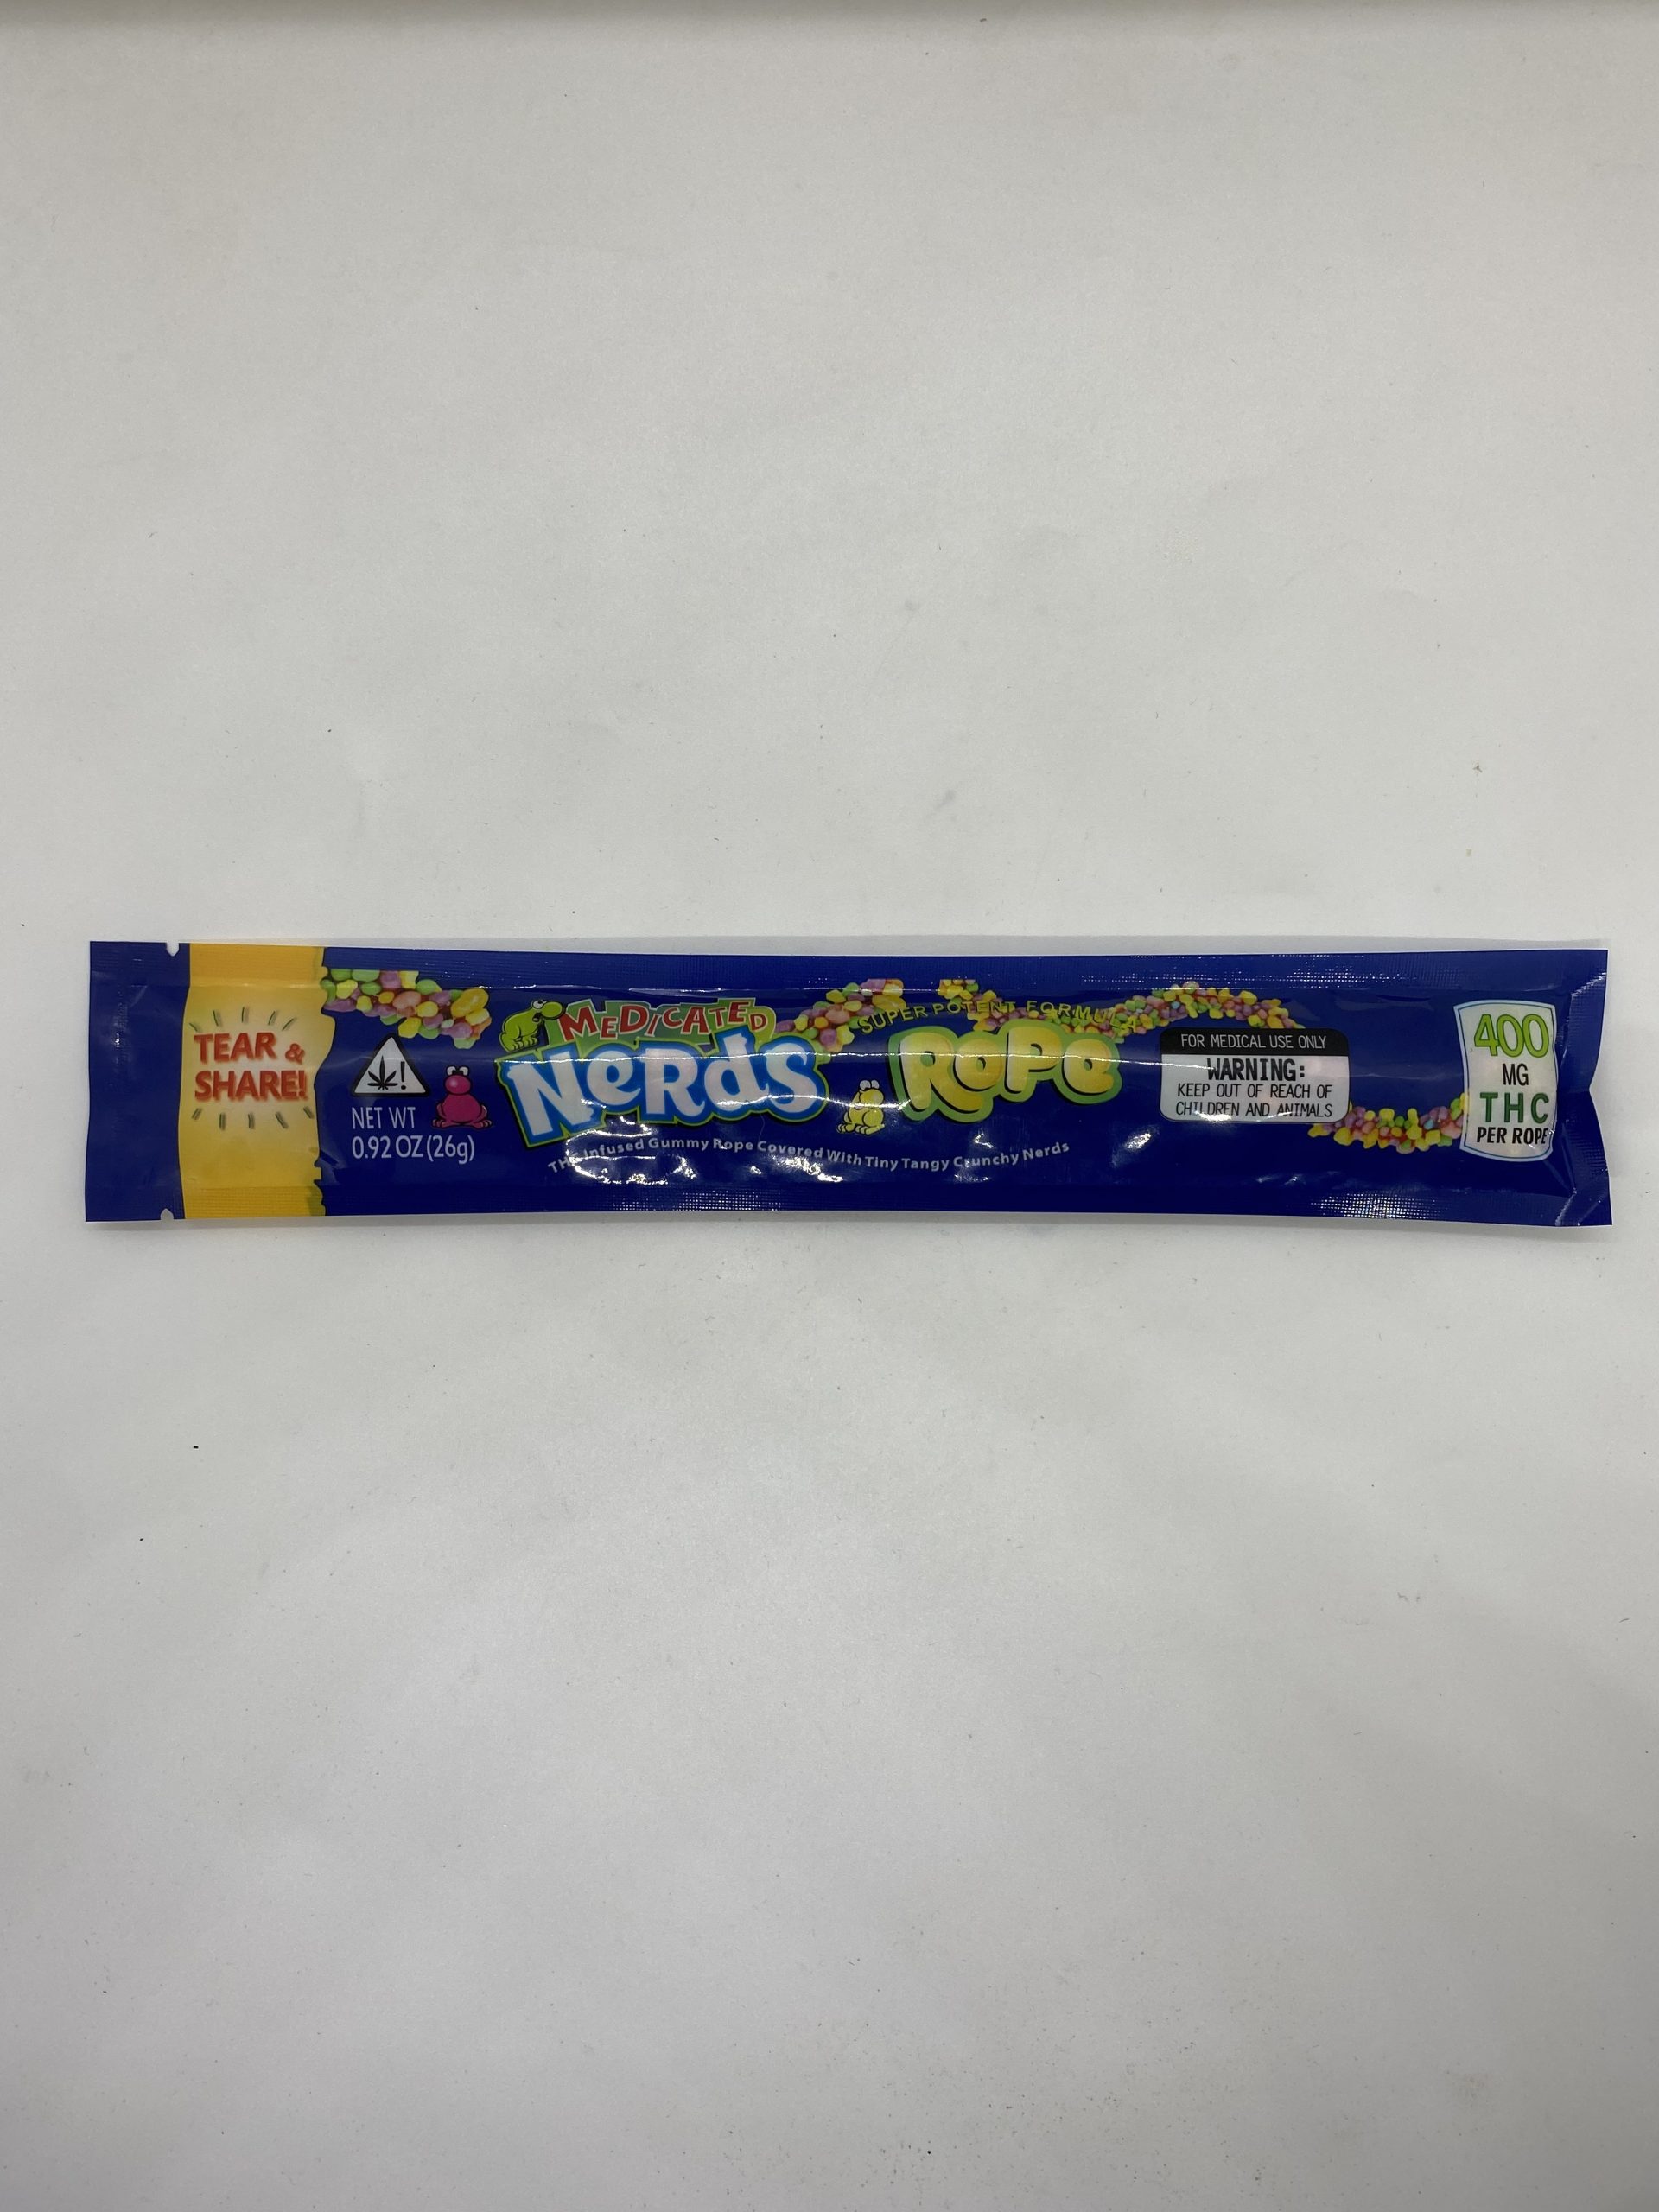 TEAR &
SHARE!
!
NET WT
0.92 OZ (26g)
MEDICATED
NERDS
SUPER POTENT FORMULA
ROPE
THC Infused Gummy Rope Covered With Tiny Tangy Crunchy Nerds
FOR MEDICAL USE ONLY
WARNING:
KEEP OUT OF REACH OF
CHILDREN AND ANIMALS
400
MG
THC
PER ROPE